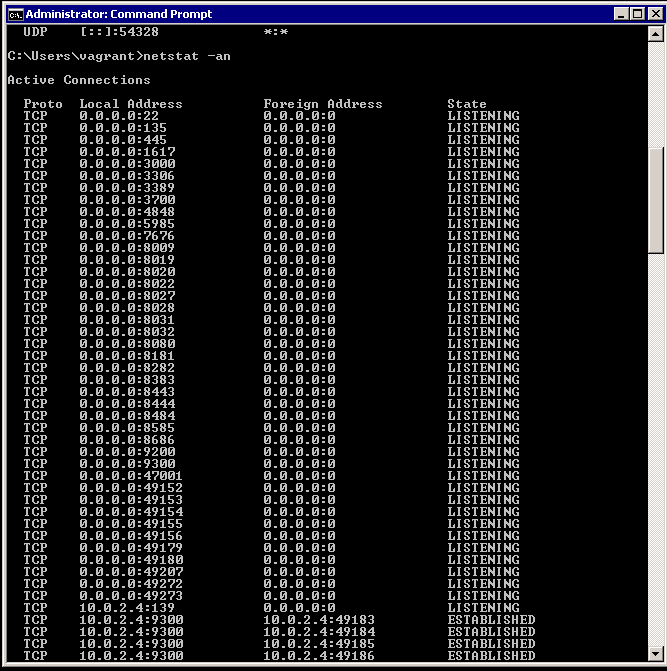 Administrator: Command Prompt
UDP [::]:54328 *:*
C:\Users\vagrant>netstat -an
Active Connections
Proto Local Address Foreign Address State
TCP 0.0.0.0:22 0.0.0.0:0 LISTENING
TCP 0.0.0.0:135 0.0.0.0:0 LISTENING
TCP 0.0.0.0:445 0.0.0.0:0 LISTENING
TCP 0.0.0.0:1617 0.0.0.0:0 LISTENING
TCP 0.0.0.0:3000 0.0.0.0:0 LISTENING
TCP 0.0.0.0:3306 0.0.0.0:0 LISTENING
TCP 0.0.0.0:3389 0.0.0.0:0 LISTENING
TCP 0.0.0.0:3700 0.0.0.0:0 LISTENING
TCP 0.0.0.0:4848 0.0.0.0:0 LISTENING
TCP 0.0.0.0:5985 0.0.0.0:0 LISTENING
TCP 0.0.0.0:7676 0.0.0.0:0 LISTENING
TCP 0.0.0.0:8009 0.0.0.0:0 LISTENING
TCP 0.0.0.0:8019 0.0.0.0:0 LISTENING
TCP 0.0.0.0:8020 0.0.0.0:0 LISTENING
TCP 0.0.0.0:8022 0.0.0.0:0 LISTENING
TCP 0.0.0.0:8027 0.0.0.0:0 LISTENING
TCP 0.0.0.0:8028 0.0.0.0:0 LISTENING
TCP 0.0.0.0:8031 0.0.0.0:0 LISTENING
TCP 0.0.0.0:8032 0.0.0.0:0 LISTENING
TCP 0.0.0.0:8080 0.0.0.0:0 LISTENING
TCP 0.0.0.0:8181 0.0.0.0:0 LISTENING
TCP 0.0.0.0:8282 0.0.0.0:0 LISTENING
TCP 0.0.0.0:8383 0.0.0.0:0 LISTENING
TCP 0.0.0.0:8443 0.0.0.0:0 LISTENING
TCP 0.0.0.0:8444 0.0.0.0:0 LISTENING
TCP 0.0.0.0:8484 0.0.0.0:0 LISTENING
TCP 0.0.0.0:8585 0.0.0.0:0 LISTENING
TCP 0.0.0.0:8686 0.0.0.0:0 LISTENING
TCP 0.0.0.0:9200 0.0.0.0:0 LISTENING
TCP 0.0.0.0:9300 0.0.0.0:0 LISTENING
TCP 0.0.0.0:47001 0.0.0.0:0 LISTENING
TCP 0.0.0.0:49152 0.0.0.0:0 LISTENING
TCP 0.0.0.0:49153 0.0.0.0:0 LISTENING
TCP 0.0.0.0:49154 0.0.0.0:0 LISTENING
TCP 0.0.0.0:49155 0.0.0.0:0 LISTENING
TCP 0.0.0.0:49156 0.0.0.0:0 LISTENING
TCP 0.0.0.0:49179 0.0.0.0:0 LISTENING
TCP 0.0.0.0:49180 0.0.0.0:0 LISTENING
TCP 0.0.0.0:49207 0.0.0.0:0 LISTENING
TCP 0.0.0.0:49272 0.0.0.0:0 LISTENING
TCP 0.0.0.0:49273 0.0.0.0:0 LISTENING
TCP 10.0.2.4:139 0.0.0.0:0 LISTENING
TCP 10.0.2.4:9300 10.0.2.4:49183 ESTABLISHED
TCP 10.0.2.4:9300 10.0.2.4:49184 ESTABLISHED
TCP 10.0.2.4:9300 10.0.2.4:49185 ESTABLISHED
TCP 10.0.2.4:9300 10.0.2.4:49186 ESTABLISHED